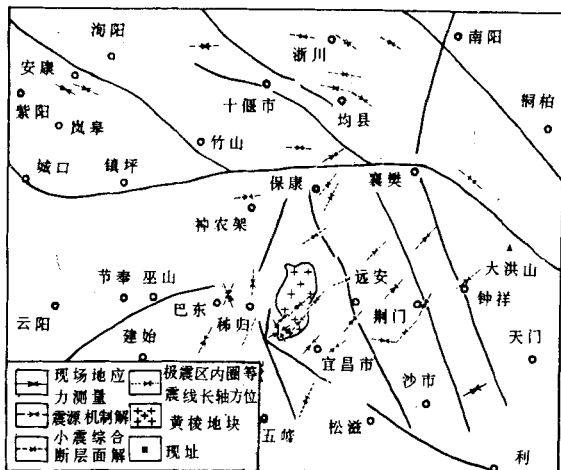 洵阳
淅川
南阳
安康
紫阳
十偃市
桐柏
岚皋
均县
竹山
城口
镇坪
保康
襄樊
神农架
大洪山
节奉
巫山
远安
云阳
巴东
秭归
荆门
钟祥
建始
宜昌市
天门
沙市
五峰
松滋
利
现场地应
力测量
震源机制解
小震综合
断层面解
极震区内圈等
震线长轴方位
黄棱地块
现址